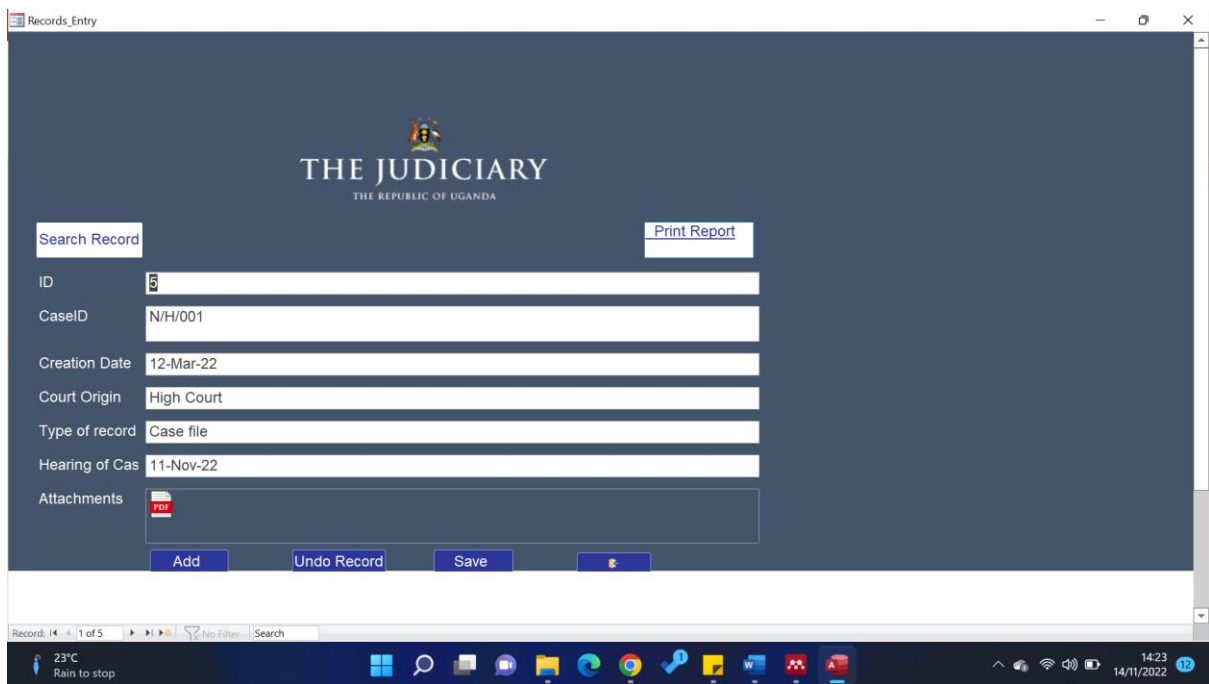 Records_Entry
THE JUDICIARY
THE REPUBLIC OF UGANDA
Search Record
Print Report
ID 5
CaseID N/H/001
Creation Date 12-Mar-22
Court Origin High Court
Type of record Case file
Hearing of Cas 11-Nov-22
Attachments
PDF
Add Undo Record Save
Record: 1 of 5 No Filter Search
23°C
Rain to stop
1
W
A
14:23
14/11/2022
12